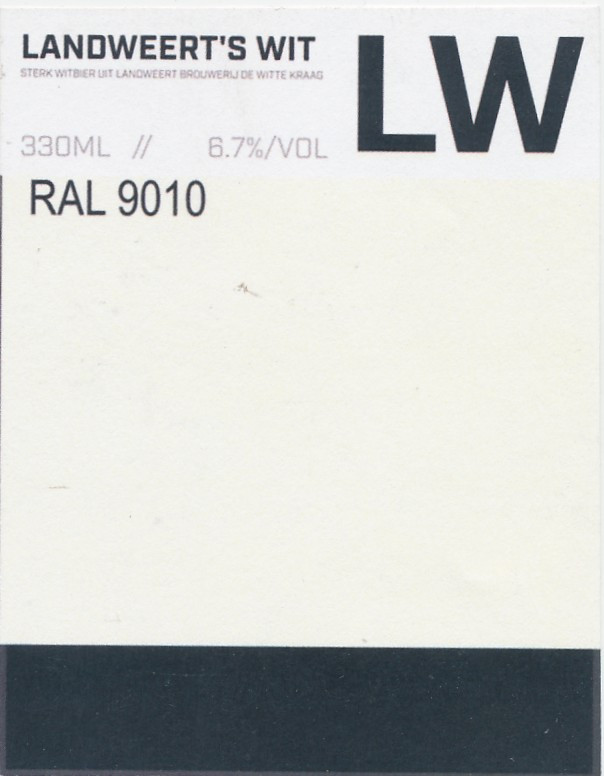 LANDWEERT'S WIT
STERK WITBIER UIT LANDWEERT BROUWERIJ DE WITTE KRAAG
330ML // 6.7%/VOL
LW
RAL 9010